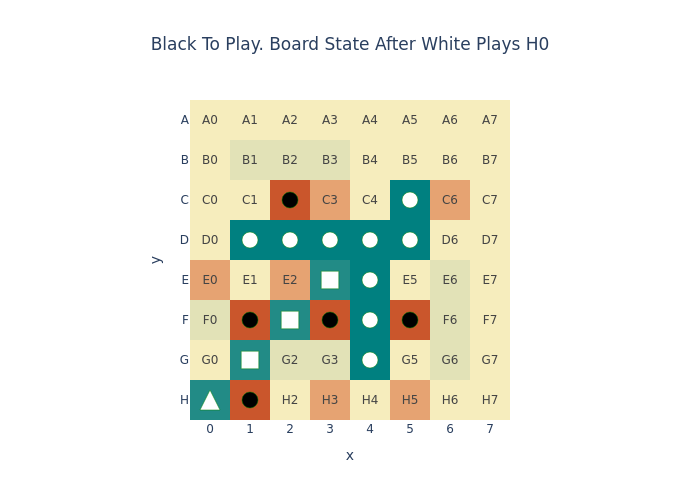 Black To Play. Board State After White Plays H0
A A0 A1 A2 A3 A4 A5 A6 A7
B B0 B1 B2 B3 B4 B5 B6 B7
C C0 C1 C3 C4 C6 C7
D D0 D6 D7
y
E E0 E1 E2 E5 E6 E7
F F0 F6 F7
G G0 G2 G3 G5 G6 G7
H H2 H3 H4 H5 H6 H7
0 1 2 3 4 5 6 7
x